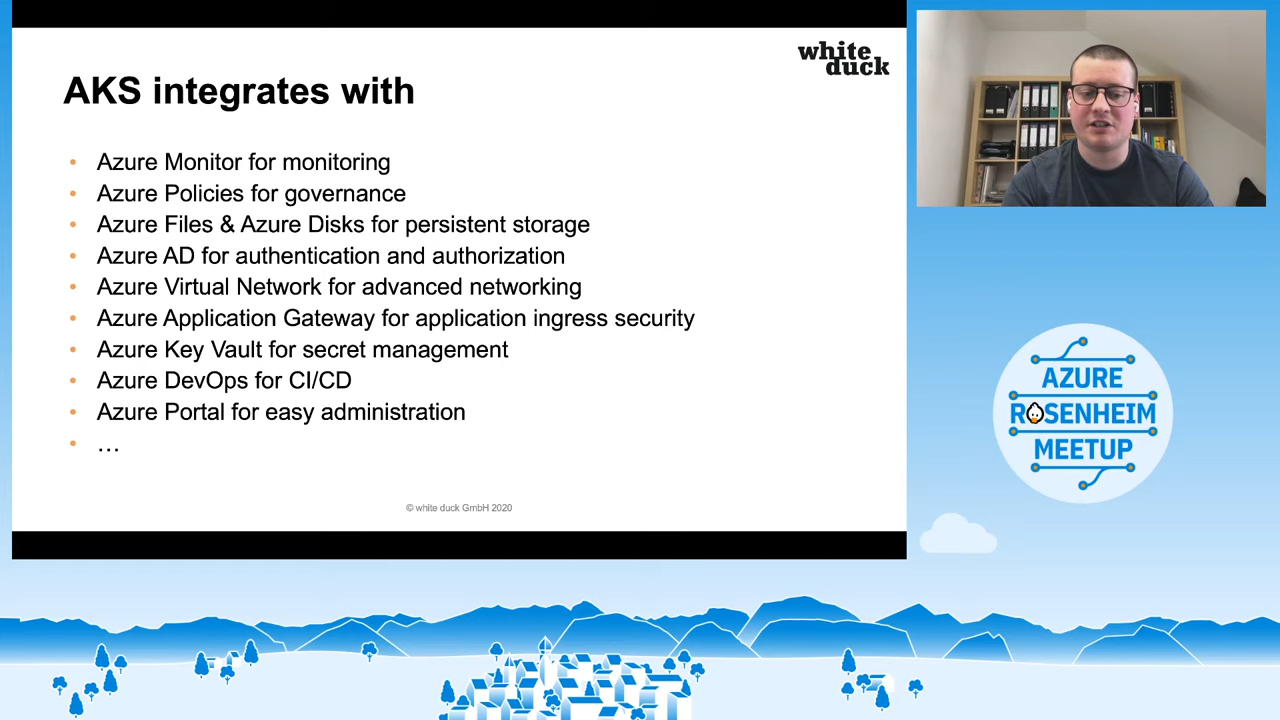 white
duck
AKS integrates with
• Azure Monitor for monitoring
• Azure Policies for governance
• Azure Files & Azure Disks for persistent storage
• Azure AD for authentication and authorization
• Azure Virtual Network for advanced networking
• Azure Application Gateway for application ingress security
• Azure Key Vault for secret management
• Azure DevOps for CI/CD
• Azure Portal for easy administration
• …
© white duck GmbH 2020
AZURE
ROSENHEIM
MEETUP